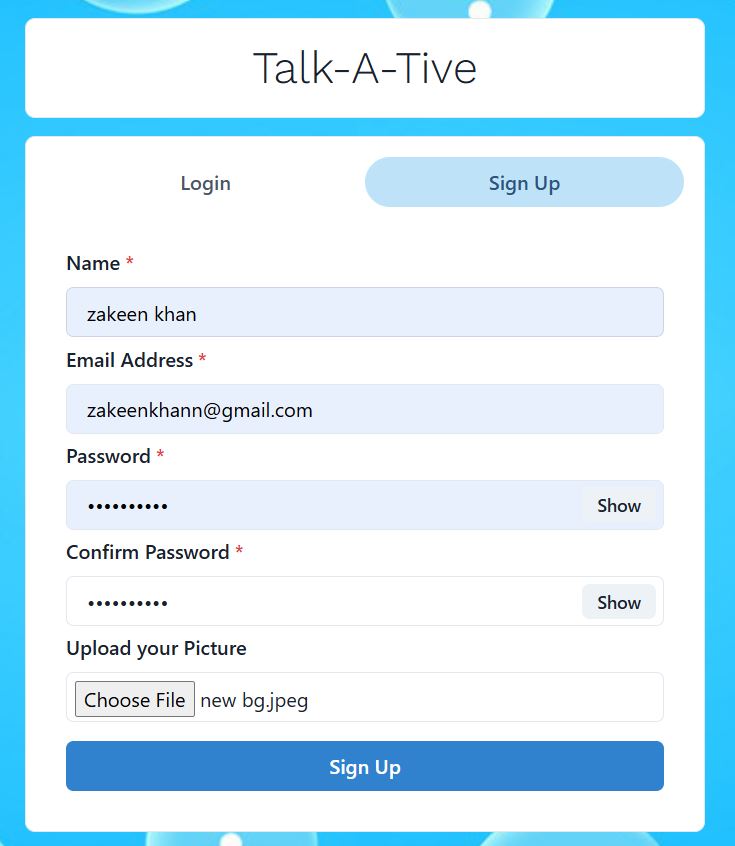 Talk-A-Tive
Login Sign Up
Name *
zakeen khan
Email Address *
zakeenkhann@gmail.com
Password *
•••••••••• Show
Confirm Password *
•••••••••• Show
Upload your Picture
Choose File new bg.jpeg
Sign Up